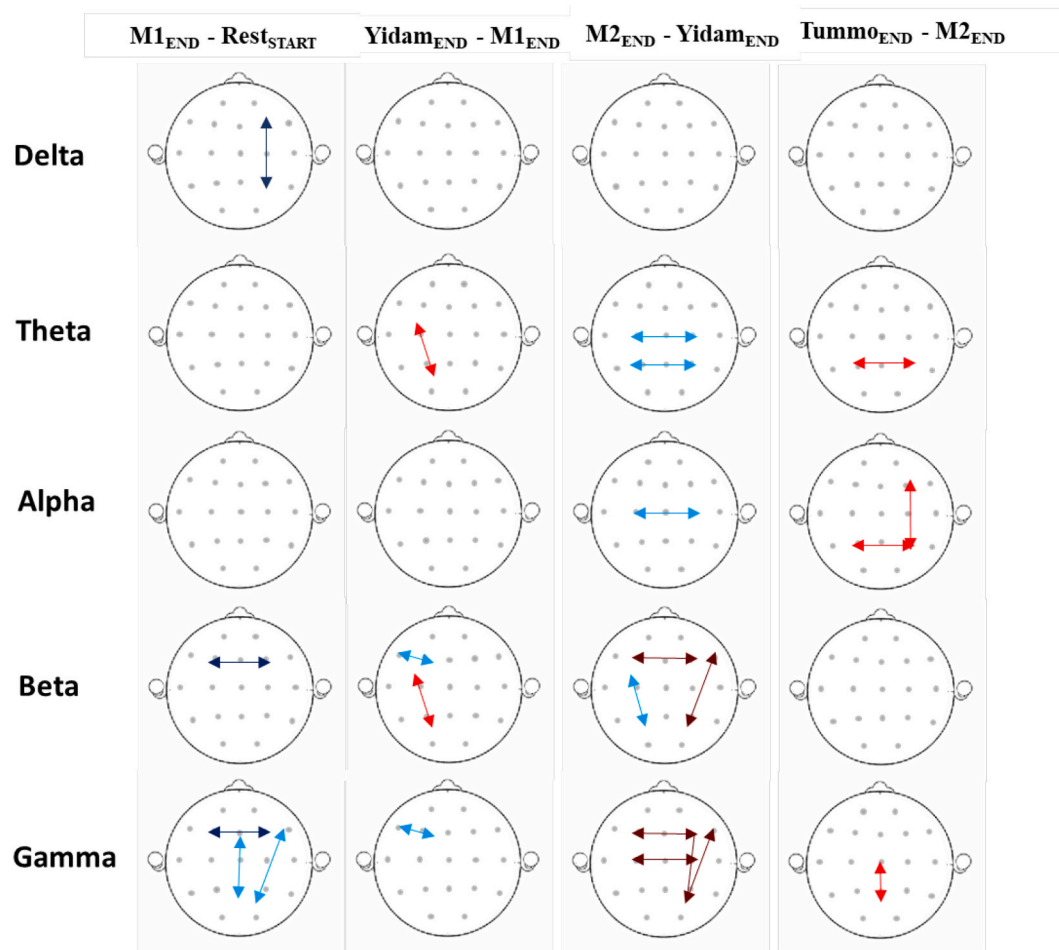 M1END - RestSTART YidamEND - M1END M2END - YidamEND TummoEND - M2END
Delta
Theta
Alpha
Beta
Gamma